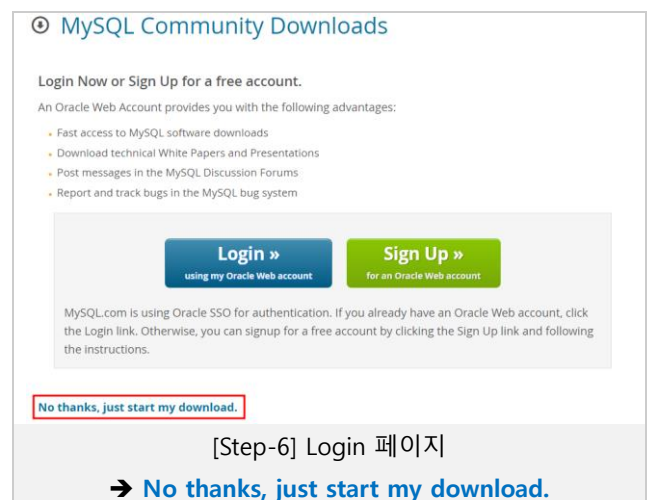 MySQL Community Downloads
Login Now or Sign Up for a free account.
An Oracle Web Account provides you with the following advantages:
• Fast access to MySQL software downloads
• Download technical White Papers and Presentations
• Post messages in the MySQL Discussion Forums
• Report and track bugs in the MySQL bug system
Login »
using my Oracle Web account
Sign Up »
for an Oracle Web account
MySQL.com is using Oracle SSO for authentication. If you already have an Oracle Web account, click
the Login link. Otherwise, you can signup for a free account by clicking the Sign Up link and following
the instructions.
No thanks, just start my download.
[Step-6] Login 페이지
➔ No thanks, just start my download.